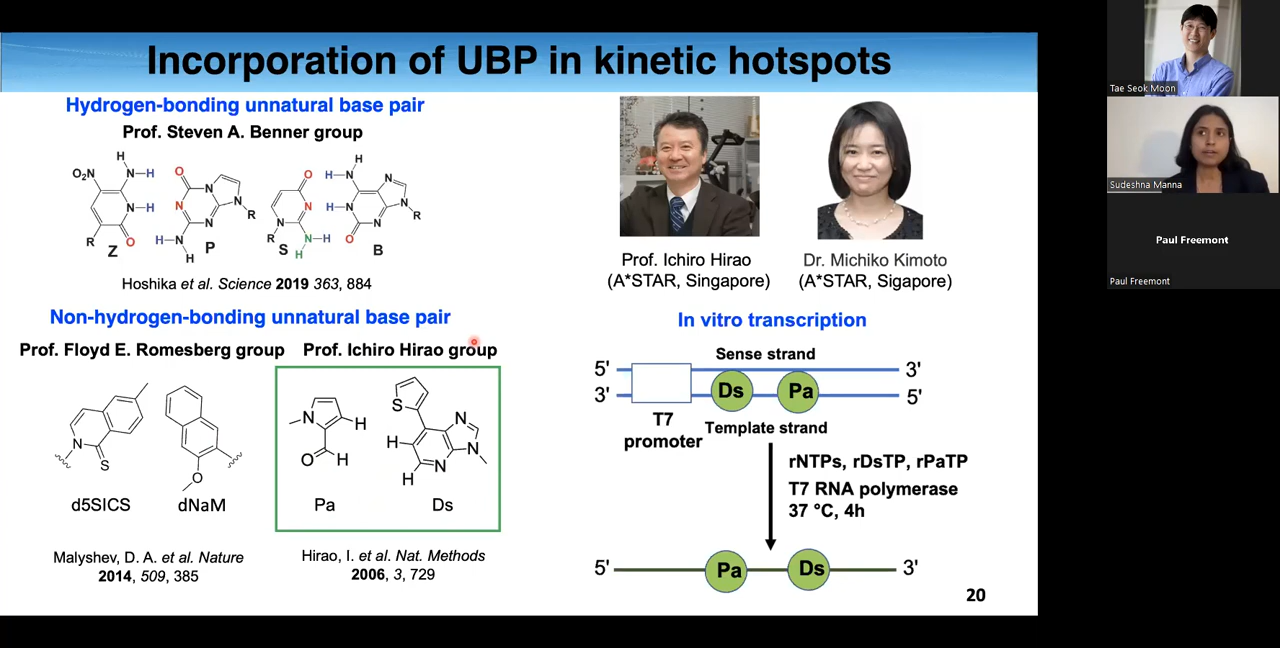 Incorporation of UBP in kinetic hotspots
Hydrogen-bonding unnatural base pair
Prof. Steven A. Benner group
O₂N
H
N-H
N-H
R
O
Z
O
N
N
N
N
R
H-N
H
P
O
N
N
R
N-H
H
S
H
H-N
N
H-N
N
N
R
O
B
Hoshika et al. Science 2019 363, 884
Non-hydrogen-bonding unnatural base pair
Prof. Floyd E. Romesberg group
Prof. Ichiro Hirao group
N
S
d5SICS
O
dNaM
N
H
O
H
Pa
S
H
N
N
N
H
Ds
Malyshev, D. A. et al. Nature
2014, 509, 385
Hirao, I. et al. Nat. Methods
2006, 3, 729
Prof. Ichiro Hirao
(A*STAR, Singapore)
Dr. Michiko Kimoto
(A*STAR, Sigapore)
In vitro transcription
Sense strand
5'
3'
3'
Ds
Pa
5'
T7
promoter
Template strand
rNTPs, rDsTP, rPaTP
T7 RNA polymerase
37 °C, 4h
5'
Pa
Ds
3'
20
Tae Seok Moon
Sudeshna Manna
Paul Freemont
Paul Freemont